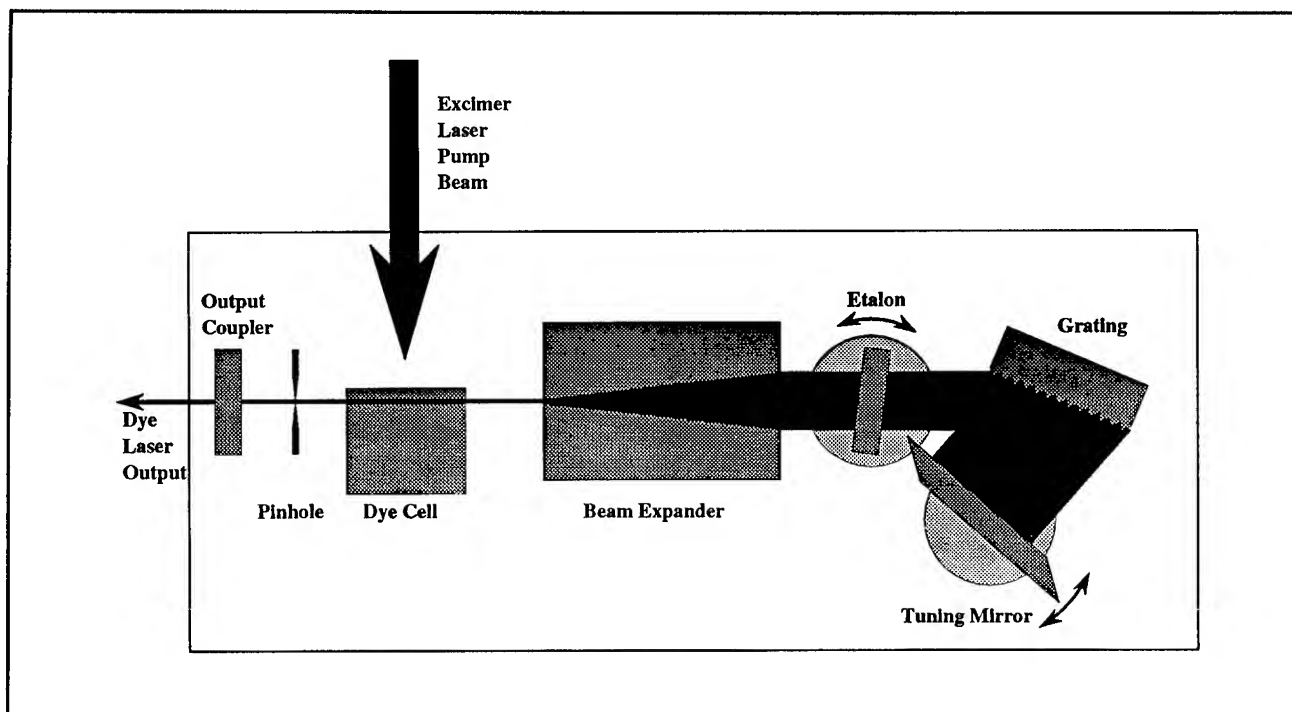 Excimer
Laser
Pump
Beam
Output
Coupler
Etalon
Grating
Dye
Laser
Output
Pinhole
Dye Cell
Beam Expander
Tuning Mirror